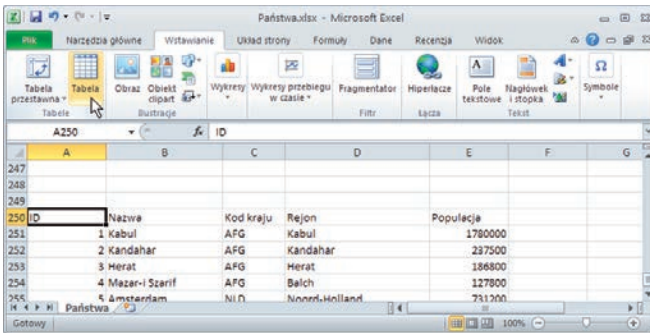 Państwa.xlsx - Microsoft Excel
Plik Narzędzia główne Wstawianie Układ strony Formuły Dane Recenzja Widok
Tabela przestawna Tabela Obraz Obiekt clipart Wykresy Wykresy przebiegu w czasie Fragmentator Hiperłącze Pole tekstowe Nagłówek i stopka Symbole
Tabele Ilustracje Filtr Łącza Tekst
A250 fx ID
A B C D E F G
247
248
249
250 ID Nazwa Kod kraju Rejon Populacja
251 1 Kabul AFG Kabul 1780000
252 2 Kandahar AFG Kandahar 237500
253 3 Herat AFG Herat 186800
254 4 Mazar-i Szarif AFG Balch 127800
255 5 Amsterdam NLD Noord-Holland 731200
Państwa
Gotowy 100%